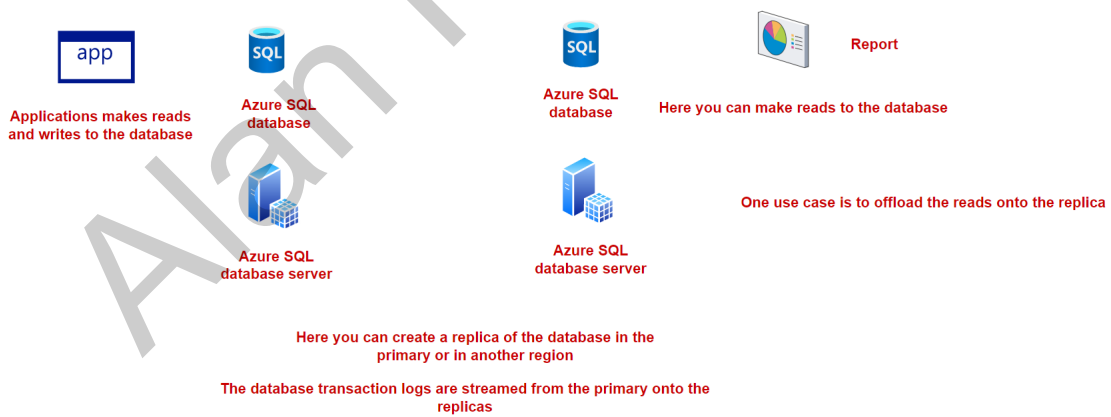 app
Applications makes reads
and writes to the database
SQL
Azure SQL
database
Azure SQL
database server
SQL
Azure SQL
database
Azure SQL
database server
Report
Here you can make reads to the database
One use case is to offload the reads onto the replica
Here you can create a replica of the database in the
primary or in another region
The database transaction logs are streamed from the primary onto the
replicas
Alan